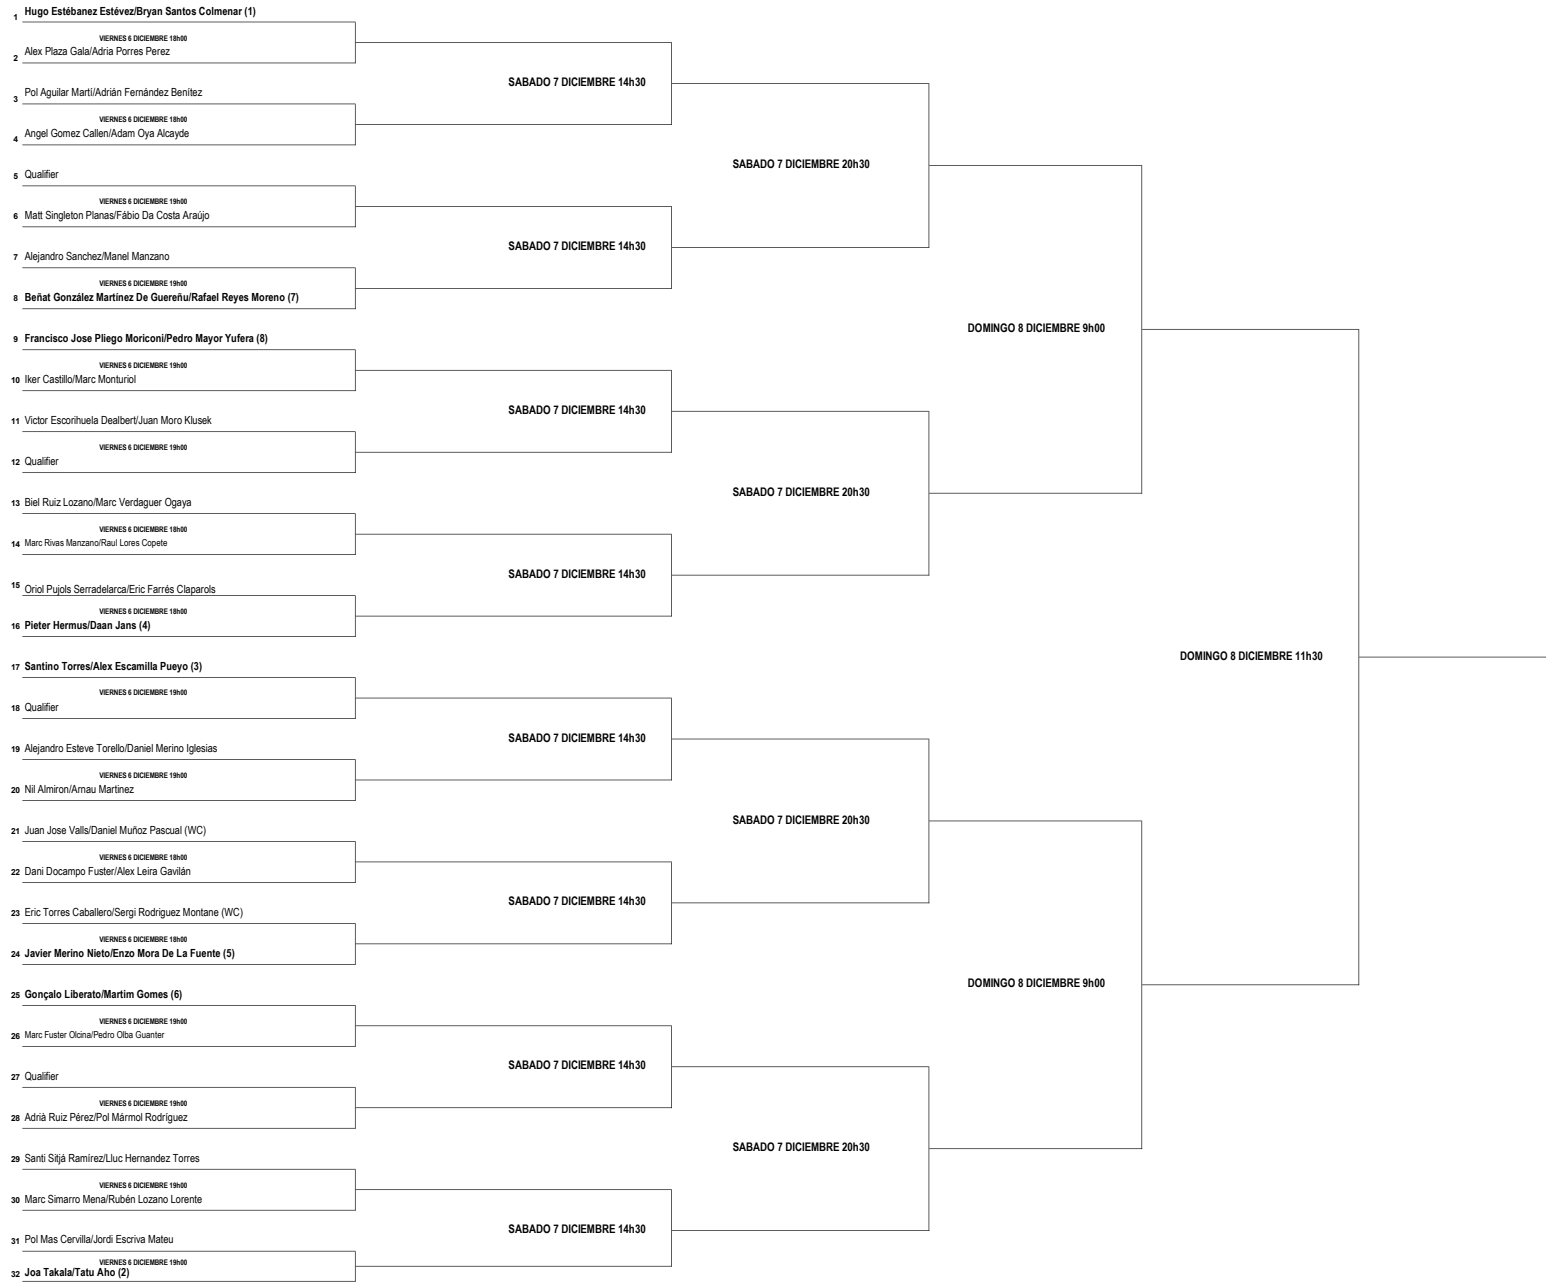 1 Hugo Estébanez Estévez/Bryan Santos Colmenar (1)
VIERNES 6 DICIEMBRE 18h00
2 Alex Plaza Gala/Adria Porres Perez
SABADO 7 DICIEMBRE 14h30
3 Pol Aguilar Martí/Adrián Fernández Benítez
VIERNES 6 DICIEMBRE 18h00
4 Angel Gomez Callen/Adam Oya Alcayde
SABADO 7 DICIEMBRE 20h30
5 Qualifier
VIERNES 6 DICIEMBRE 19h00
6 Matt Singleton Planas/Fábio Da Costa Araújo
SABADO 7 DICIEMBRE 14h30
7 Alejandro Sanchez/Manel Manzano
VIERNES 6 DICIEMBRE 19h00
8 Beñat González Martínez De Guereñu/Rafael Reyes Moreno (7)
DOMINGO 8 DICIEMBRE 9h00
9 Francisco Jose Pliego Moriconi/Pedro Mayor Yufera (8)
VIERNES 6 DICIEMBRE 19h00
10 Iker Castillo/Marc Monturiol
SABADO 7 DICIEMBRE 14h30
11 Victor Escorihuela Dealbert/Juan Moro Klusek
VIERNES 6 DICIEMBRE 19h00
12 Qualifier
SABADO 7 DICIEMBRE 20h30
13 Biel Ruiz Lozano/Marc Verdaguer Ogaya
VIERNES 6 DICIEMBRE 18h00
14 Marc Rivas Manzano/Raul Lores Copete
SABADO 7 DICIEMBRE 14h30
15 Oriol Pujols Serradelarca/Eric Farrés Claparols
VIERNES 6 DICIEMBRE 18h00
16 Pieter Hermus/Daan Jans (4)
DOMINGO 8 DICIEMBRE 11h30
17 Santino Torres/Alex Escamilla Pueyo (3)
VIERNES 6 DICIEMBRE 19h00
18 Qualifier
SABADO 7 DICIEMBRE 14h30
19 Alejandro Esteve Torello/Daniel Merino Iglesias
VIERNES 6 DICIEMBRE 19h00
20 Nil Almiron/Arnau Martinez
SABADO 7 DICIEMBRE 20h30
21 Juan Jose Valls/Daniel Muñoz Pascual (WC)
VIERNES 6 DICIEMBRE 18h00
22 Dani Docampo Fuster/Alex Leira Gavilán
SABADO 7 DICIEMBRE 14h30
23 Eric Torres Caballero/Sergi Rodriguez Montane (WC)
VIERNES 6 DICIEMBRE 18h00
24 Javier Merino Nieto/Enzo Mora De La Fuente (5)
DOMINGO 8 DICIEMBRE 9h00
25 Gonçalo Liberato/Martim Gomes (6)
VIERNES 6 DICIEMBRE 19h00
26 Marc Fuster Olcina/Pedro Olba Guanter
SABADO 7 DICIEMBRE 14h30
27 Qualifier
VIERNES 6 DICIEMBRE 19h00
28 Adrià Ruiz Pérez/Pol Mármol Rodríguez
SABADO 7 DICIEMBRE 20h30
29 Santi Sitjá Ramírez/Lluc Hernandez Torres
VIERNES 6 DICIEMBRE 19h00
30 Marc Simarro Mena/Rubén Lozano Lorente
SABADO 7 DICIEMBRE 14h30
31 Pol Mas Cervilla/Jordi Escriva Mateu
VIERNES 6 DICIEMBRE 19h00
32 Joa Takala/Tatu Aho (2)